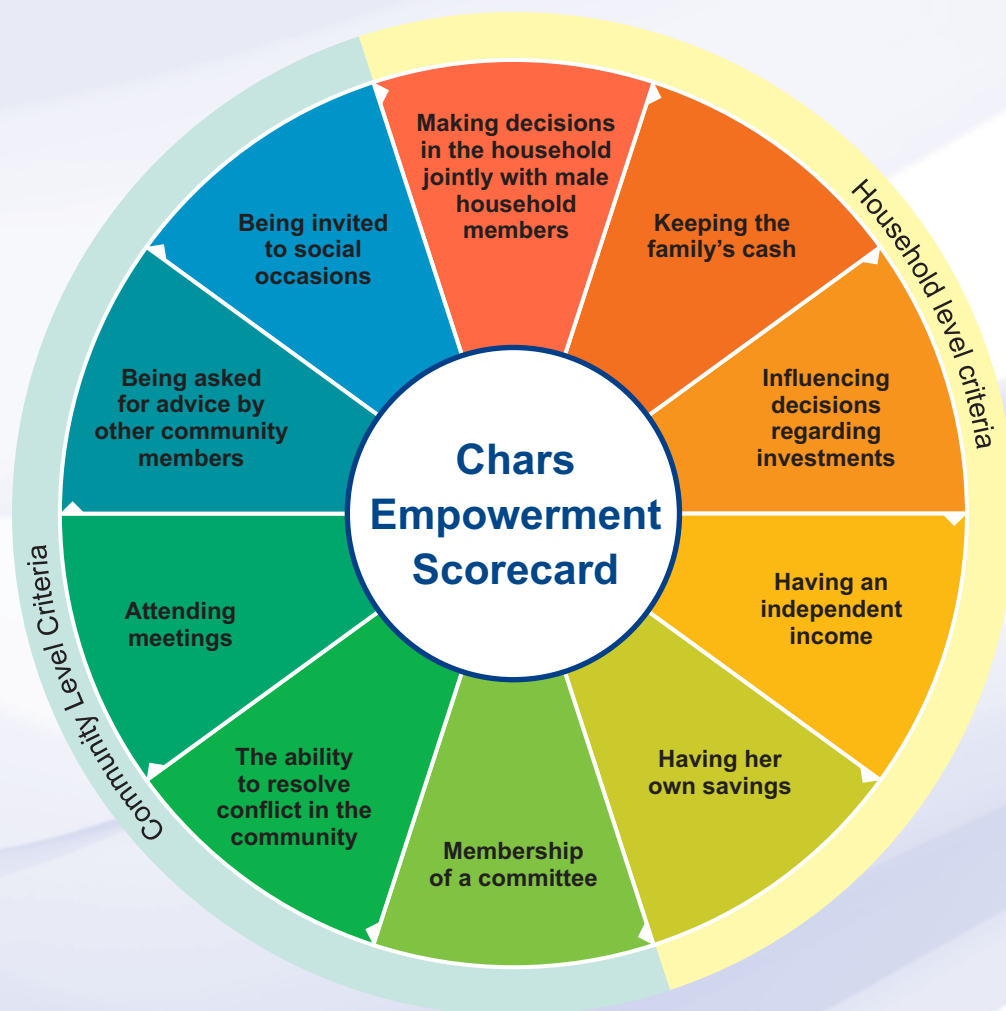 Chars
Empowerment
Scorecard
Household level criteria
Making decisions
in the household
jointly with male
household
members
Keeping the
family's cash
Influencing
decisions
regarding
investments
Having an
independent
income
Having her
own savings
Community Level Criteria
Membership
of a committee
The ability
to resolve
conflict in the
community
Attending
meetings
Being asked
for advice by
other community
members
Being invited
to social
occasions